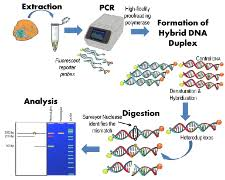 Extraction
PCR
High-fidelity
proofreading
polymerase
Formation of
Hybrid DNA
Duplex
Fluorescent
reporter
probes
Control DNA
Denaturation &
Hybridization
Analysis
Digestion
Surveyor Nuclease
identifies the
mismatch
Heteroduplexes